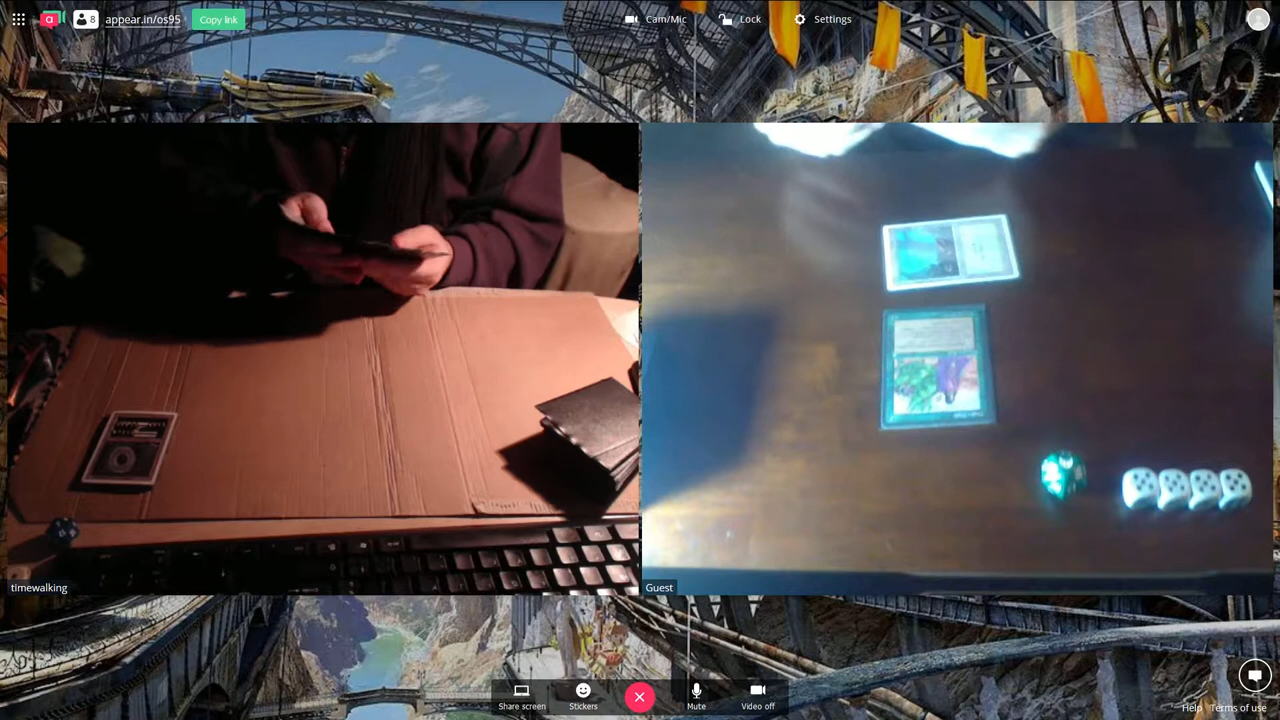 8
appear.in/os95
Copy link
Cam/Mic
Lock
Settings
timewalking
Guest
Share screen
Stickers
Mute
Video off
Help
Terms of use